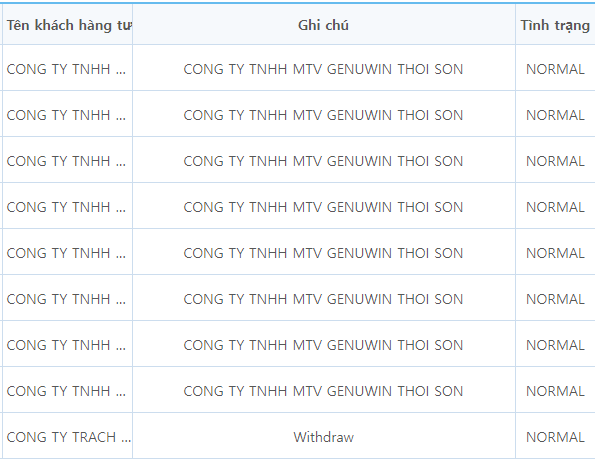 Tên khách hàng tư Ghi chú Tình trạng
CONG TY TNHH ... CONG TY TNHH MTV GENUWIN THOI SON NORMAL
CONG TY TNHH ... CONG TY TNHH MTV GENUWIN THOI SON NORMAL
CONG TY TNHH ... CONG TY TNHH MTV GENUWIN THOI SON NORMAL
CONG TY TNHH ... CONG TY TNHH MTV GENUWIN THOI SON NORMAL
CONG TY TNHH ... CONG TY TNHH MTV GENUWIN THOI SON NORMAL
CONG TY TNHH ... CONG TY TNHH MTV GENUWIN THOI SON NORMAL
CONG TY TNHH ... CONG TY TNHH MTV GENUWIN THOI SON NORMAL
CONG TY TNHH ... CONG TY TNHH MTV GENUWIN THOI SON NORMAL
CONG TY TRACH ... Withdraw NORMAL